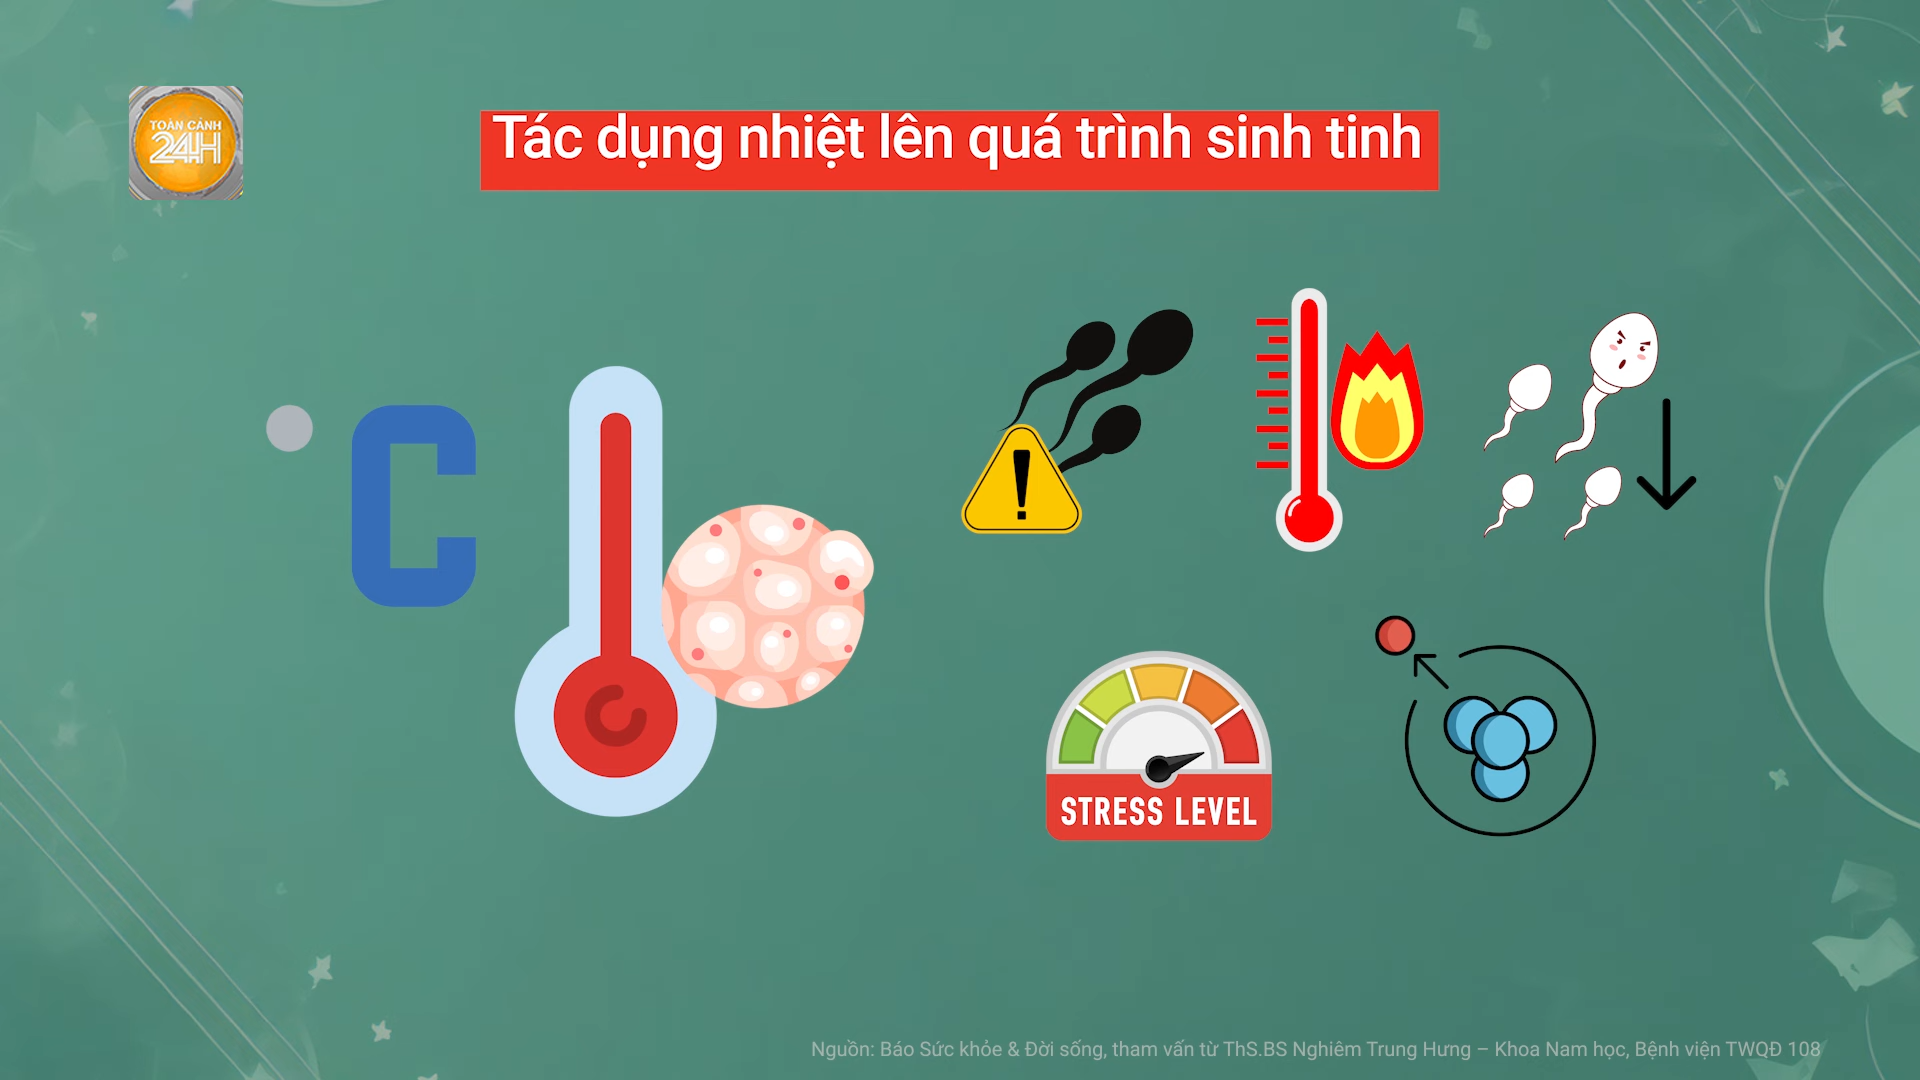 TOÀN CẢNH
24H
Tác dụng nhiệt lên quá trình sinh tinh
C
STRESS LEVEL
Nguồn: Báo Sức khỏe & Đời sống, tham vấn từ ThS.BS Nghiêm Trung Hưng – Khoa Nam học, Bệnh viện TWQĐ 108